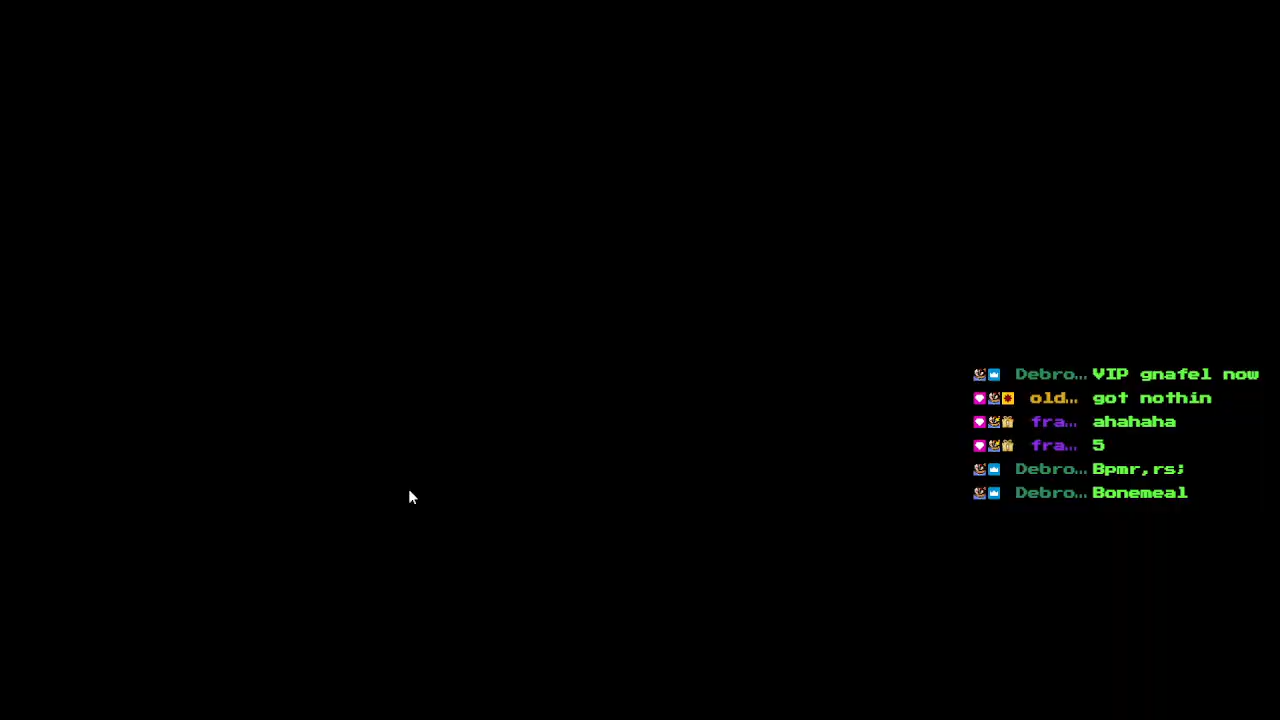 Debro... VIP gnafel now
old... got nothin
fra... ahahaha
fra... 5
Debro... Bpmr,rs;
Debro... Bonemeal